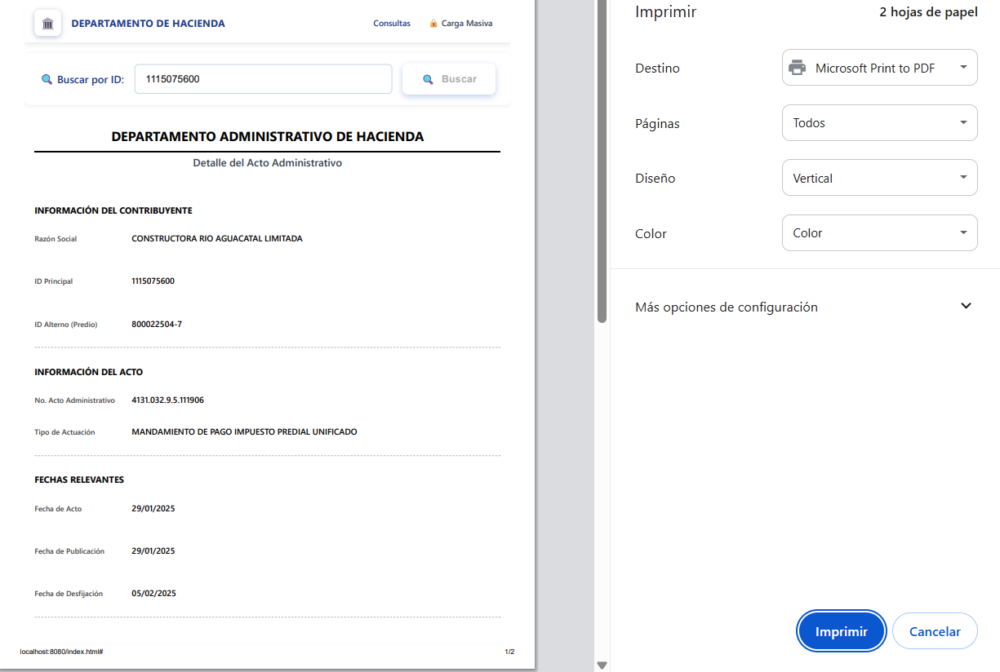 DEPARTAMENTO DE HACIENDA
Consultas
Carga Masiva
Buscar por ID:
1115075600
Buscar
DEPARTAMENTO ADMINISTRATIVO DE HACIENDA
Detalle del Acto Administrativo
INFORMACIÓN DEL CONTRIBUYENTE
Razón Social CONSTRUCTORA RIO AGUACATAL LIMITADA
ID Principal 1115075600
ID Alterno (Predio) 800022504-7
INFORMACIÓN DEL ACTO
No. Acto Administrativo 4131.032.9.5.111906
Tipo de Actuación MANDAMIENTO DE PAGO IMPUESTO PREDIAL UNIFICADO
FECHAS RELEVANTES
Fecha de Acto 29/01/2025
Fecha de Publicación 29/01/2025
Fecha de Desfijación 05/02/2025
localhost:8080/index.html#
1/2
Imprimir
2 hojas de papel
Destino Microsoft Print to PDF
Páginas Todos
Diseño Vertical
Color Color
Más opciones de configuración
Imprimir
Cancelar